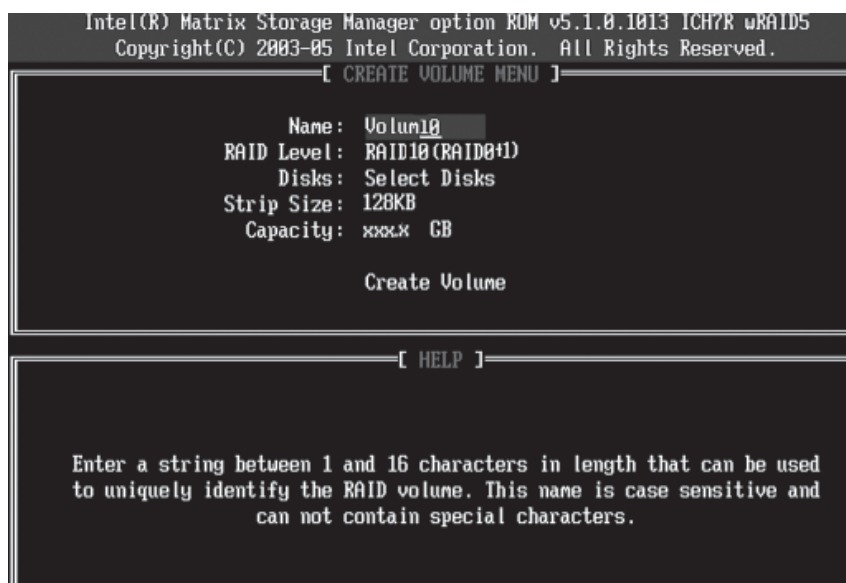 Intel(R) Matrix Storage Manager option ROM v5.1.0.1013 ICH7R wRAID5
Copyright(C) 2003-05 Intel Corporation.  All Rights Reserved.
[ CREATE VOLUME MENU ]
Name: Volum10
RAID Level: RAID10(RAID0+1)
Disks: Select Disks
Strip Size: 128KB
Capacity: xxx.x GB
Create Volume
[ HELP ]
Enter a string between 1 and 16 characters in length that can be used
to uniquely identify the RAID volume. This name is case sensitive and
can not contain special characters.